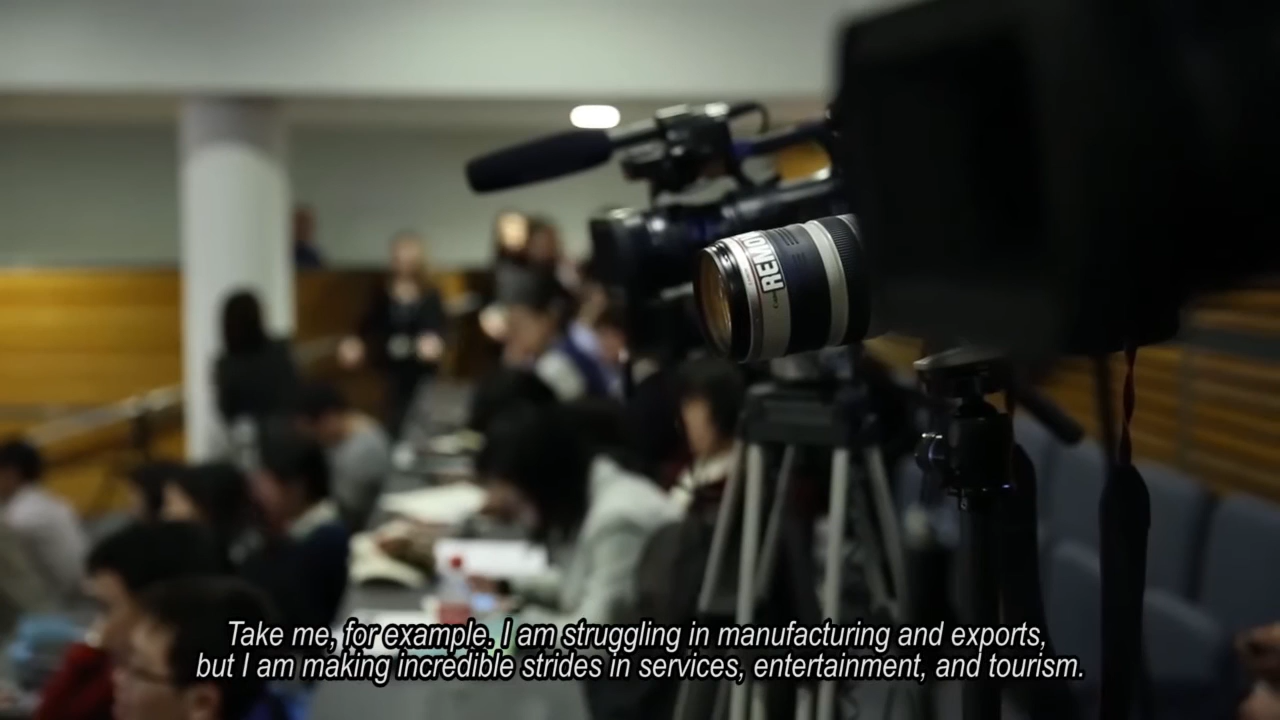 REMO
Take me, for example. I am struggling in manufacturing and exports,
but I am making incredible strides in services, entertainment, and tourism.